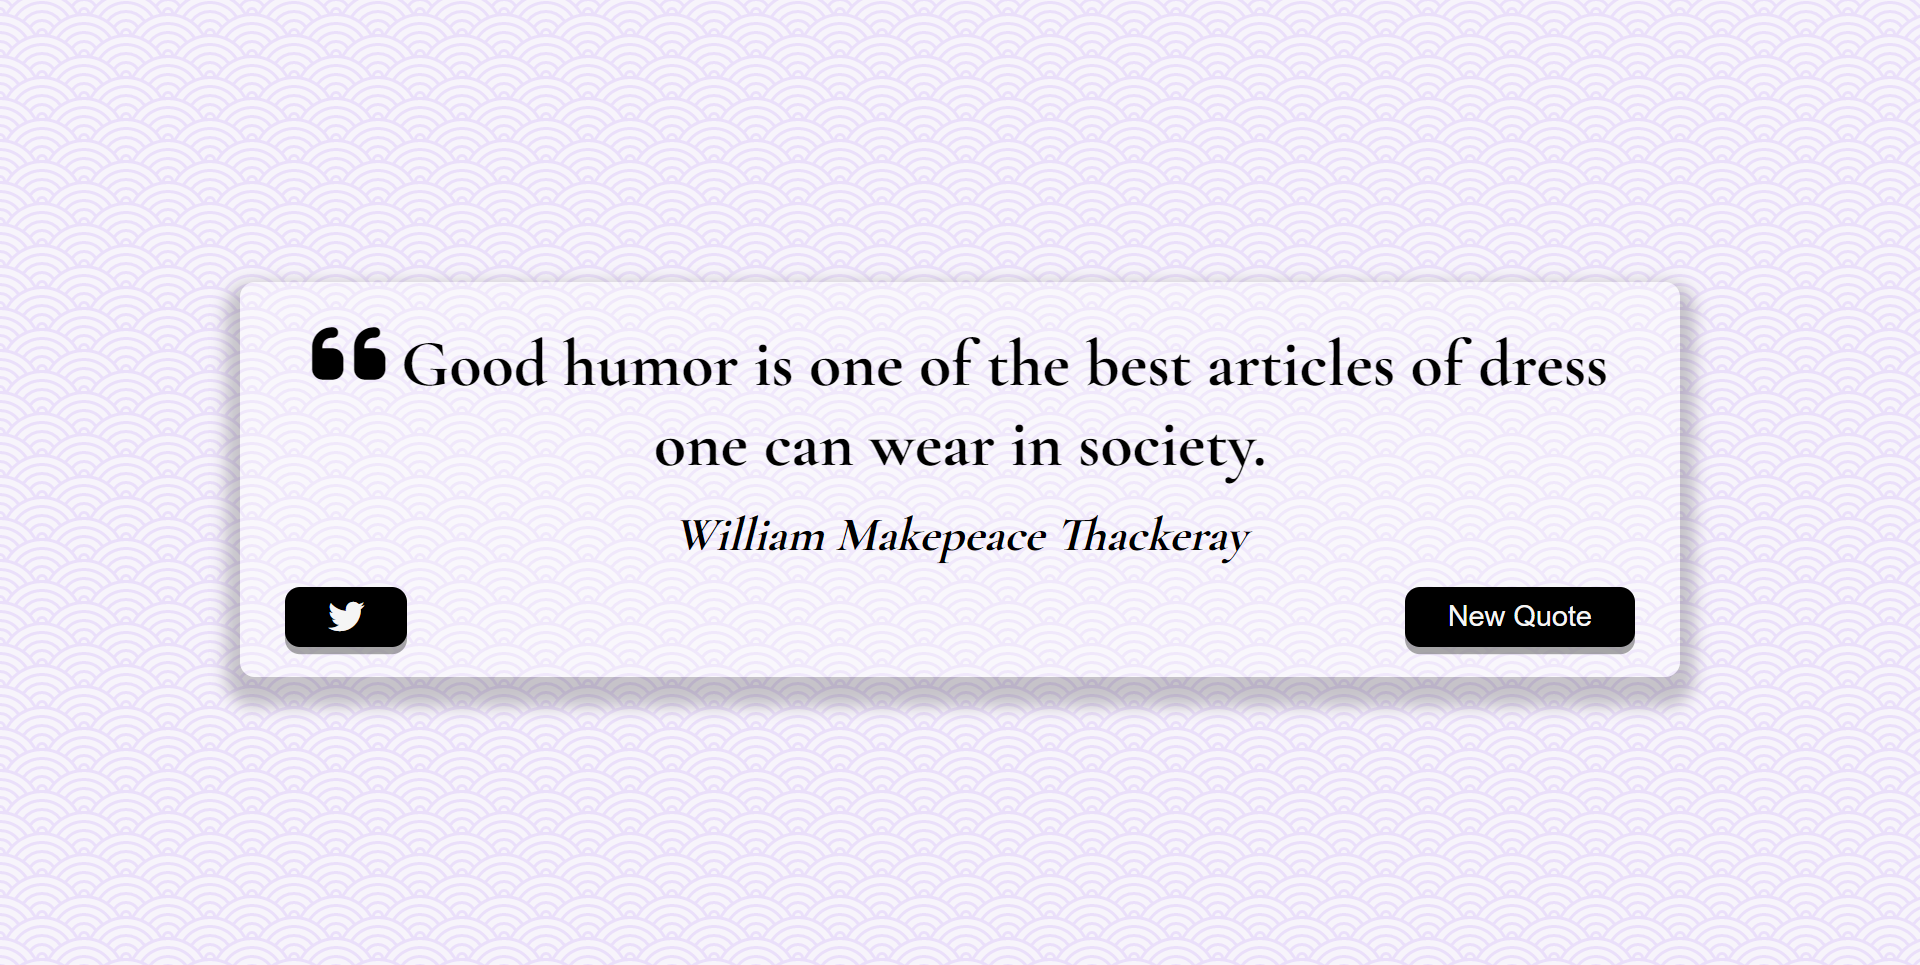 Good humor is one of the best articles of dress
one can wear in society.
William Makepeace Thackeray
New Quote